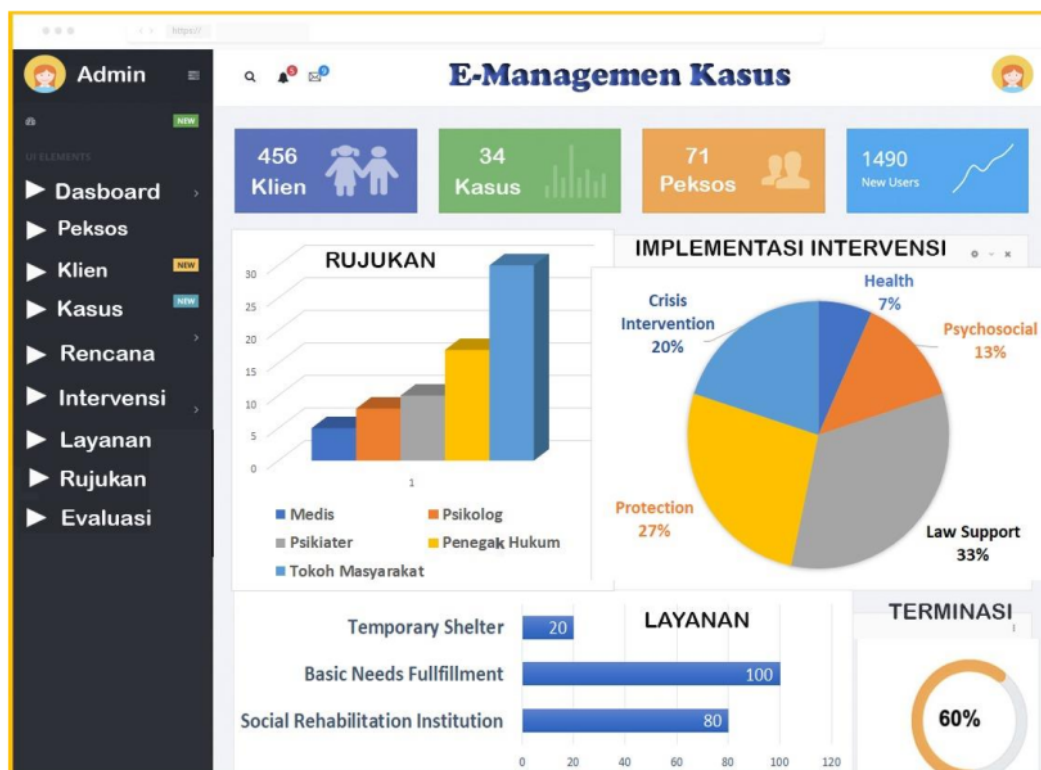 https://
Admin
5
9
E-Managemen Kasus
NEW
UI ELEMENTS
Dasboard
Peksos
Klien
NEW
Kasus
NEW
Rencana
Intervensi
Layanan
Rujukan
Evaluasi
456
Klien
34
Kasus
71
Peksos
1490
New Users
RUJUKAN
30
25
20
15
10
5
0
1
Medis
Psikolog
Psikiater
Penegak Hukum
Tokoh Masyarakat
IMPLEMENTASI INTERVENSI
Health
7%
Crisis
Intervention
20%
Psychosocial
13%
Protection
27%
Law Support
33%
LAYANAN
Temporary Shelter
20
Basic Needs Fullfillment
100
Social Rehabilitation Institution
80
0 20 40 60 80 100 120
TERMINASI
60%